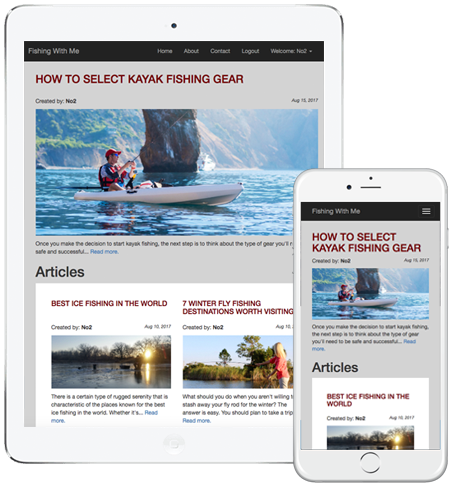 Fishing With Me
Home About Contact Logout Welcome: No2
HOW TO SELECT KAYAK FISHING GEAR
Created by: No2 Aug 15, 2017
Once you make the decision to start kayak fishing, the next step is to think about the type of gear you'll
safe and successful... Read more.
Articles
BEST ICE FISHING IN THE WORLD
Created by: No2 Aug 10, 2017
There is a certain type of rugged serenity that is
characteristic of the places known for the best
ice fishing in the world. Whether it's... Read
more.
7 WINTER FLY FISHING
DESTINATIONS WORTH VISITING
Created by: No2
What should you do when you aren't willing
stash away your fly rod for the winter? The
answer is easy. You should plan to take a trip
more.
Fishing With Me
HOW TO SELECT
KAYAK FISHING GEAR
Created by: No2 Aug 15, 2017
Once you make the decision to start kayak fishing,
the next step is to think about the type of gear
you'll need to be safe and successful... Read
more.
Articles
BEST ICE FISHING IN THE
WORLD
Created by: No2 Aug 10, 2017